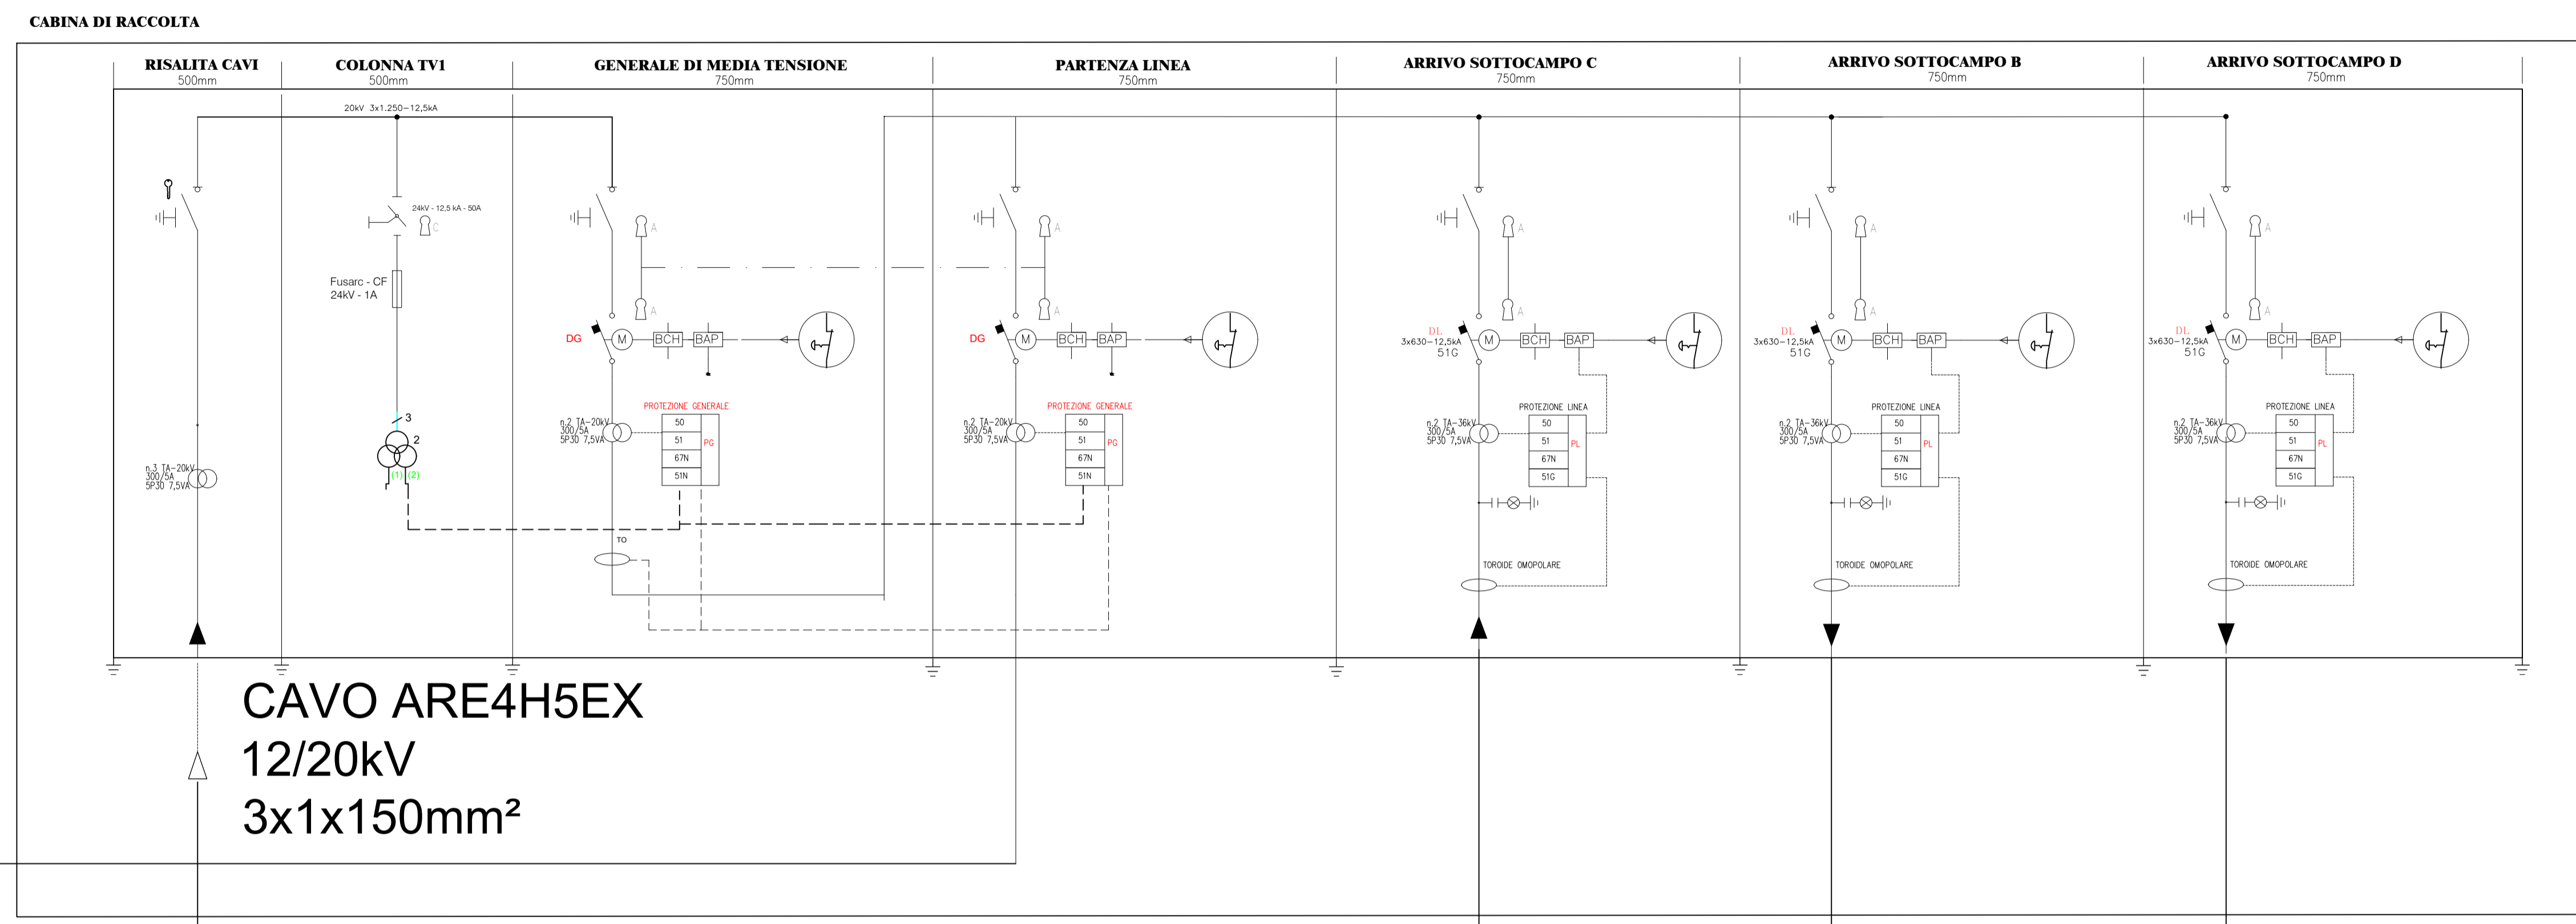 CABINA DI RACCOLTA
RISALITA CAVI
500mm
COLONNA TV1
500mm
GENERALE DI MEDIA TENSIONE
750mm
PARTENZA LINEA
750mm
ARRIVO SOTTOCAMPO C
750mm
ARRIVO SOTTOCAMPO B
750mm
ARRIVO SOTTOCAMPO D
750mm
20kV 3x1.250-12,5kA
n.3 TA-20kV
300/5A
5P30 7,5VA
24kV - 12,5 kA - 50A
C
Fusarc - CF
24kV - 1A
3
2
(1) (2)
A
A
DG
M
BCH
BAP
PROTEZIONE GENERALE
n.2 TA-20kV
300/5A
5P30 7,5VA
50
51
67N
51N
PG
TO
A
A
DG
M
BCH
BAP
PROTEZIONE GENERALE
n.2 TA-20kV
300/5A
5P30 7,5VA
50
51
67N
51N
PG
A
A
DL
3x630-12,5kA
51G
M
BCH
BAP
PROTEZIONE LINEA
n.2 TA-36kV
300/5A
5P30 7,5VA
50
51
67N
51G
PL
TOROIDE OMOPOLARE
A
A
DL
3x630-12,5kA
51G
M
BCH
BAP
PROTEZIONE LINEA
n.2 TA-36kV
300/5A
5P30 7,5VA
50
51
67N
51G
PL
TOROIDE OMOPOLARE
A
A
DL
3x630-12,5kA
51G
M
BCH
BAP
PROTEZIONE LINEA
n.2 TA-36kV
300/5A
5P30 7,5VA
50
51
67N
51G
PL
TOROIDE OMOPOLARE
CAVO ARE4H5EX
12/20kV
3x1x150mm²